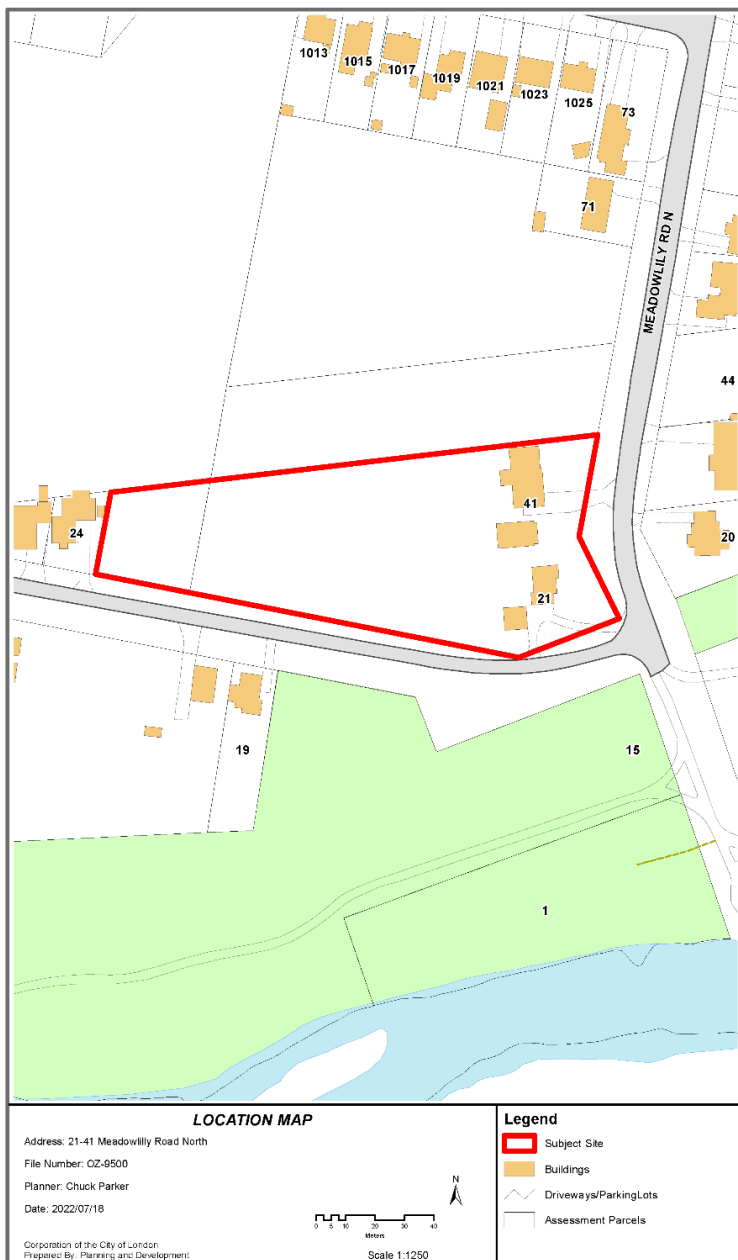 1013
1015
1017
1019
1021
1023
1025
73
71
MEADOWLILY RD N
44
41
24
20
21
19
15
1
LOCATION MAP
Address: 21-41 Meadowlilly Road North
File Number: OZ-9500
Planner: Chuck Parker
Date: 2022/07/18
Corporation of the City of London
Prepared By: Planning and Development
N
0 5 10 20 30 40
Meters
Scale 1:1250
Legend
Subject Site
Buildings
Driveways/ParkingLots
Assessment Parcels